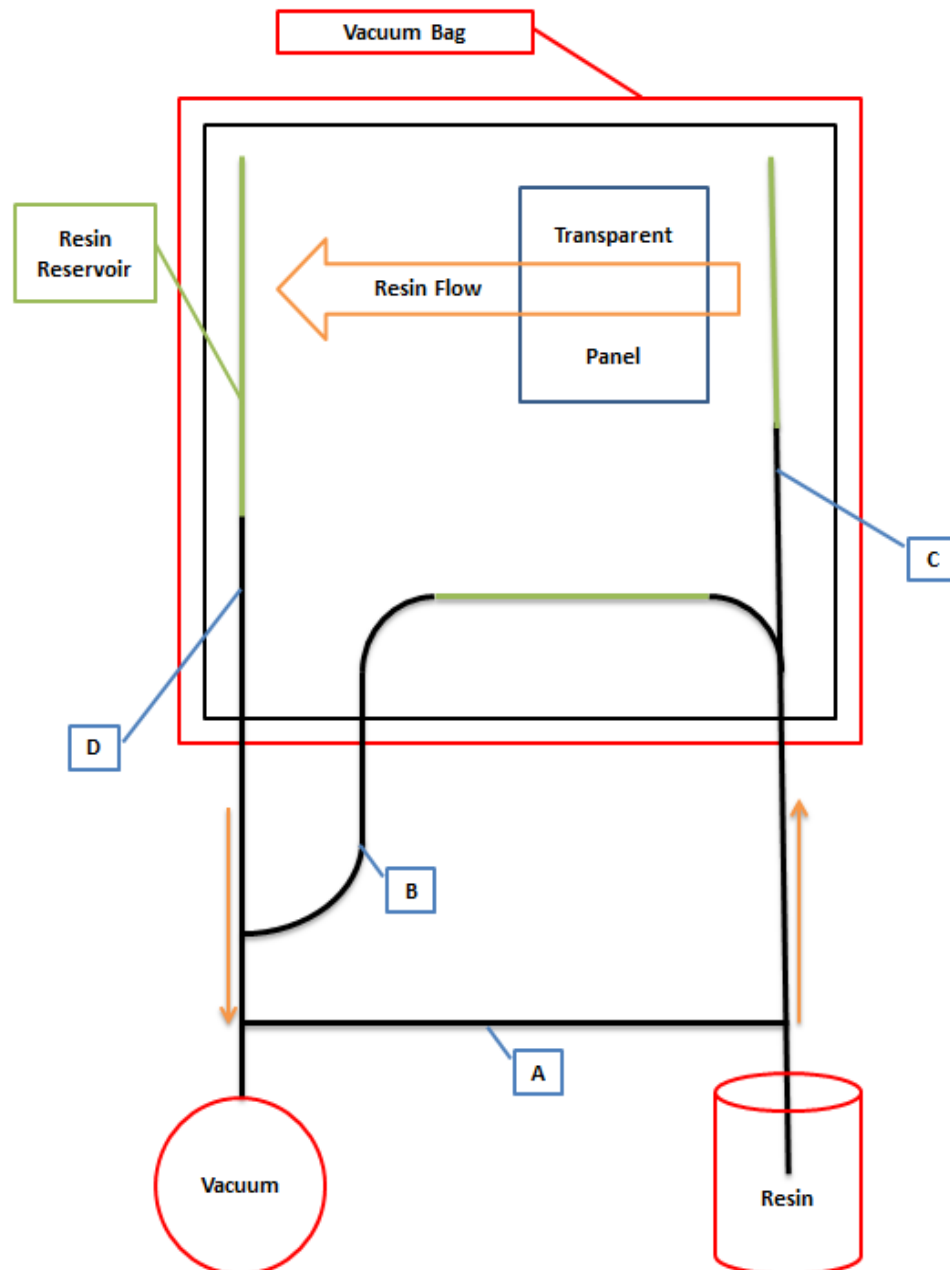 Vacuum Bag
Resin
Reservoir
Transparent
Resin Flow
Panel
C
D
B
A
Vacuum
Resin